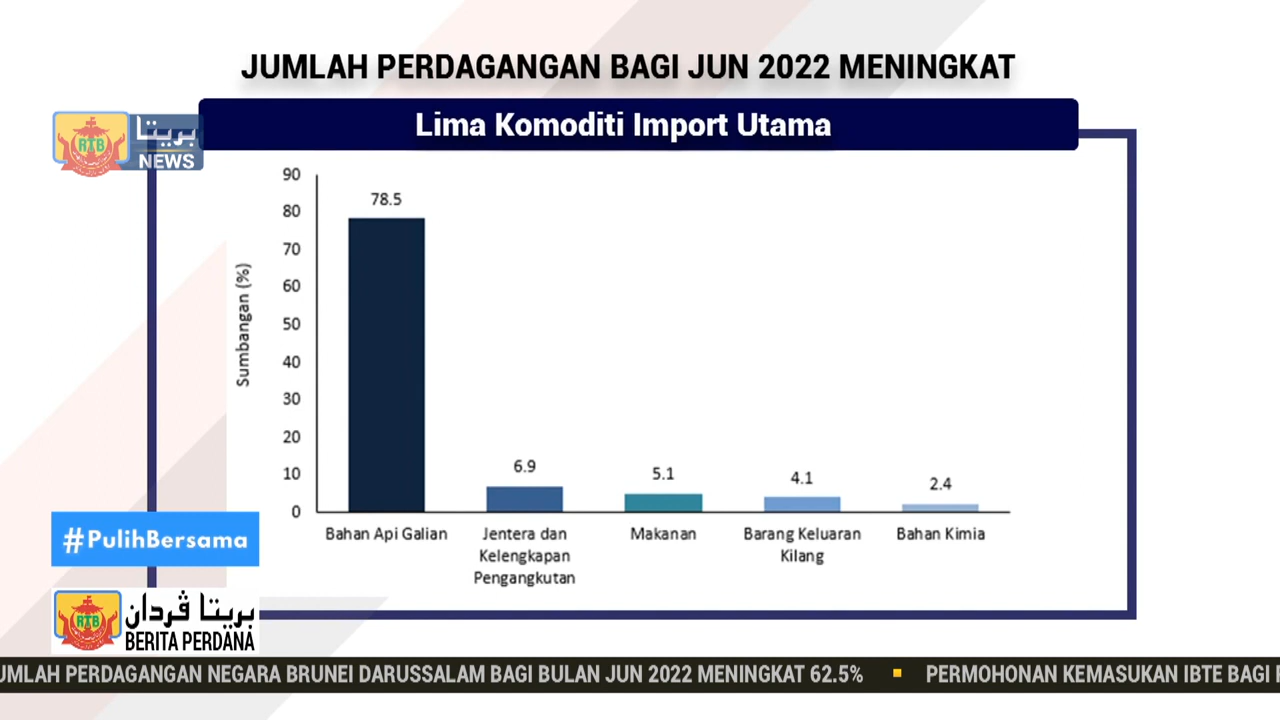 JUMLAH PERDAGANGAN BAGI JUN 2022 MENINGKAT
Lima Komoditi Import Utama
بريتا
RTB
NEWS
90
80
70
60
50
40
30
20
10
0
Sumbangan (%)
78.5
6.9
5.1
4.1
2.4
Bahan Api Galian
Jentera dan
Kelengkapan
Pengangkutan
Makanan
Barang Keluaran
Kilang
Bahan Kimia
#PulihBersama
RTB
بريتا ڤردان
BERITA PERDANA
UMLAH PERDAGANGAN NEGARA BRUNEI DARUSSALAM BAGI BULAN JUN 2022 MENINGKAT 62.5% ▪ PERMOHONAN KEMASUKAN IBTE BAGI